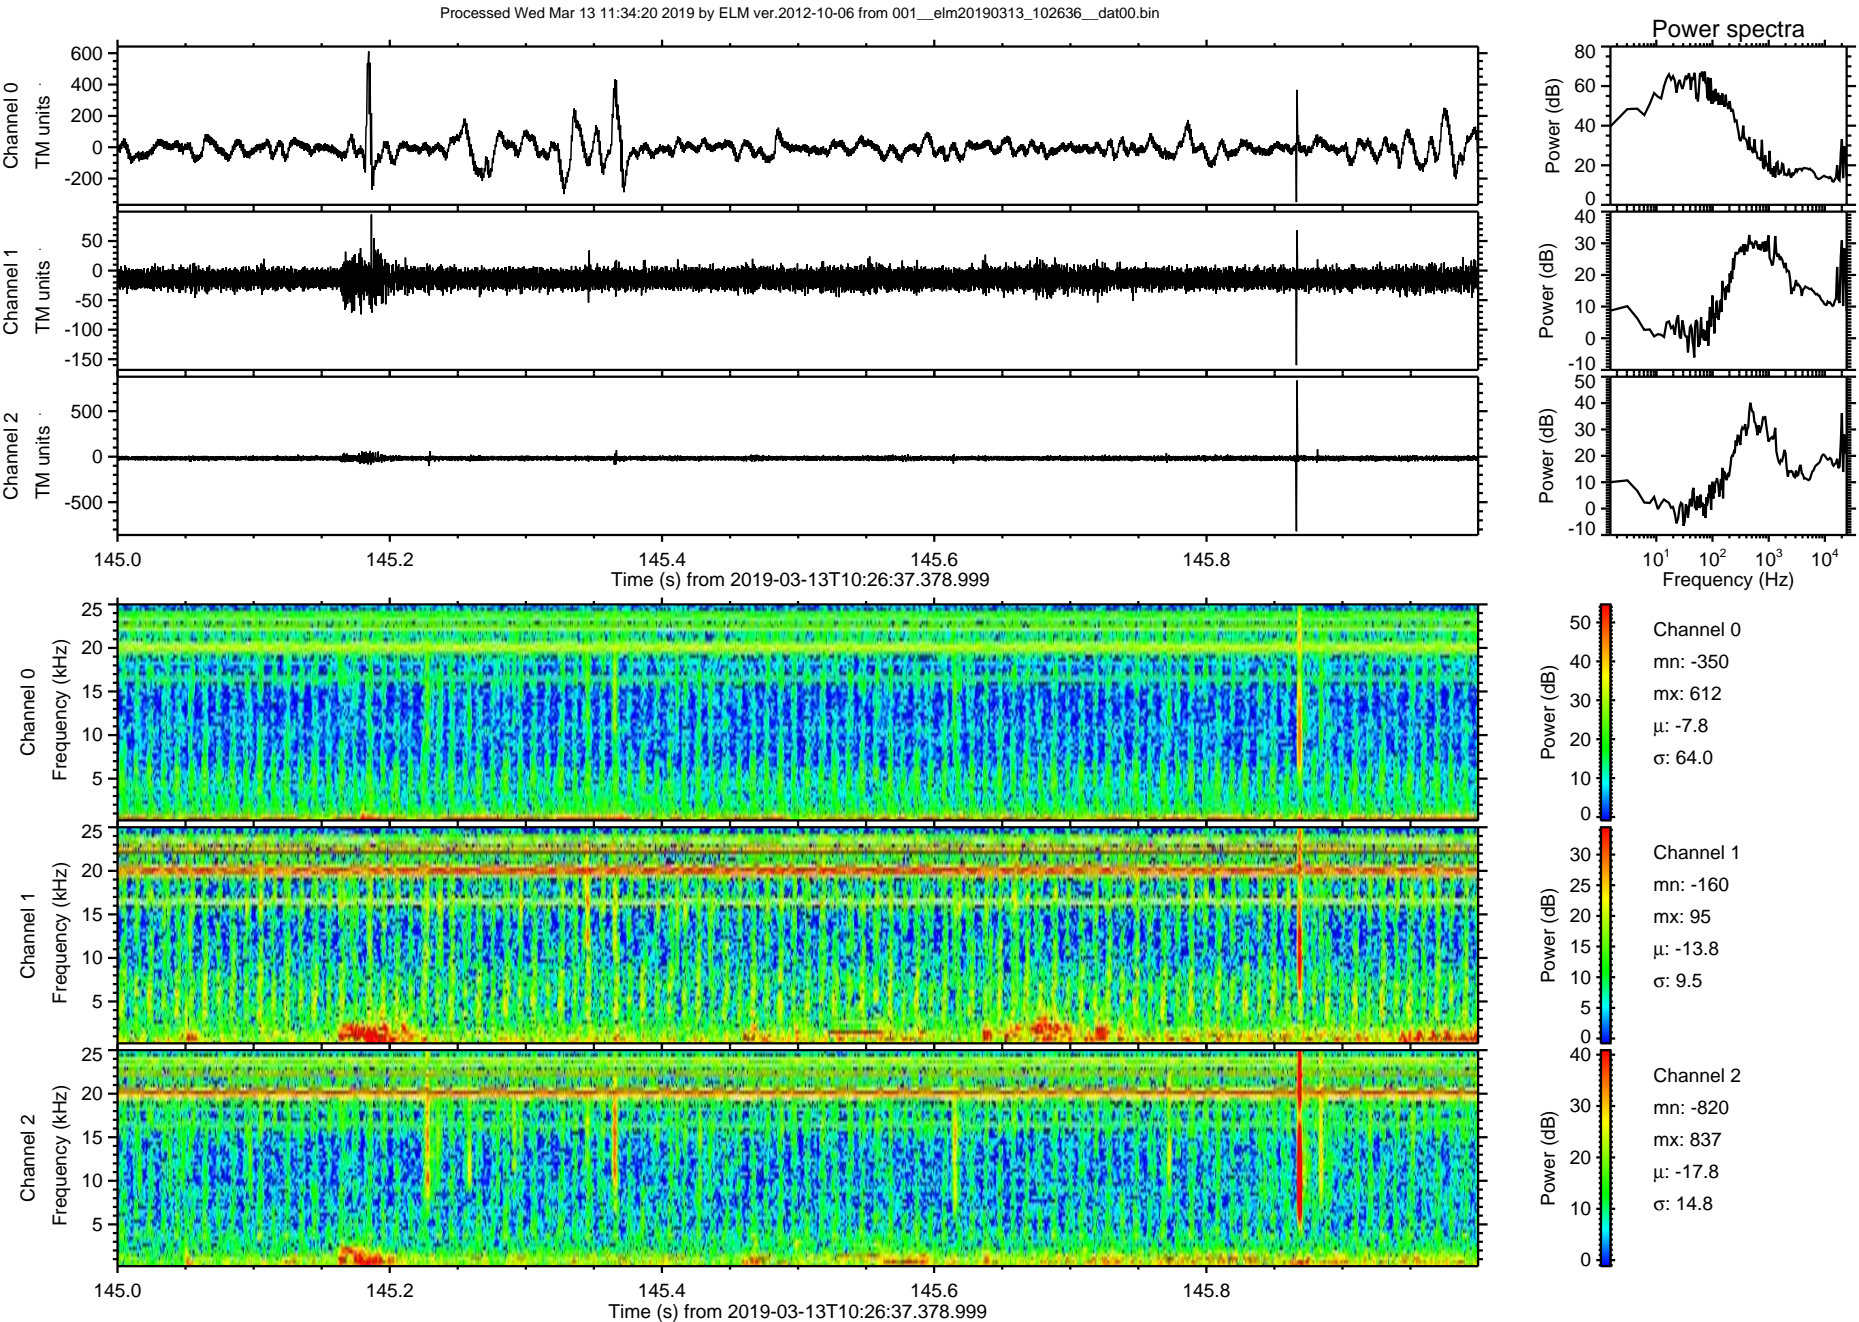 Processed Wed Mar 13 11:34:20 2019 by ELM ver.2012-10-06 from 001__elm20190313_102636__dat00.bin
Power spectra
Channel 0
TM units
600
400
200
0
-200
Power (dB)
80
60
40
20
0
Channel 1
TM units
50
0
-50
-100
-150
Power (dB)
40
30
20
10
0
-10
Channel 2
TM units
500
0
-500
Power (dB)
50
40
30
20
10
0
-10
145.0 145.2 145.4 145.6 145.8
Time (s) from 2019-03-13T10:26:37.378.999
10^1 10^2 10^3 10^4
Frequency (Hz)
Channel 0
Frequency (kHz)
25
20
15
10
5
Power (dB)
50
40
30
20
10
0
Channel 0
mn: -350
mx: 612
μ: -7.8
σ: 64.0
Channel 1
Frequency (kHz)
25
20
15
10
5
Power (dB)
30
25
20
15
10
5
0
Channel 1
mn: -160
mx: 95
μ: -13.8
σ: 9.5
Channel 2
Frequency (kHz)
25
20
15
10
5
Power (dB)
40
30
20
10
0
Channel 2
mn: -820
mx: 837
μ: -17.8
σ: 14.8
145.0 145.2 145.4 145.6 145.8
Time (s) from 2019-03-13T10:26:37.378.999